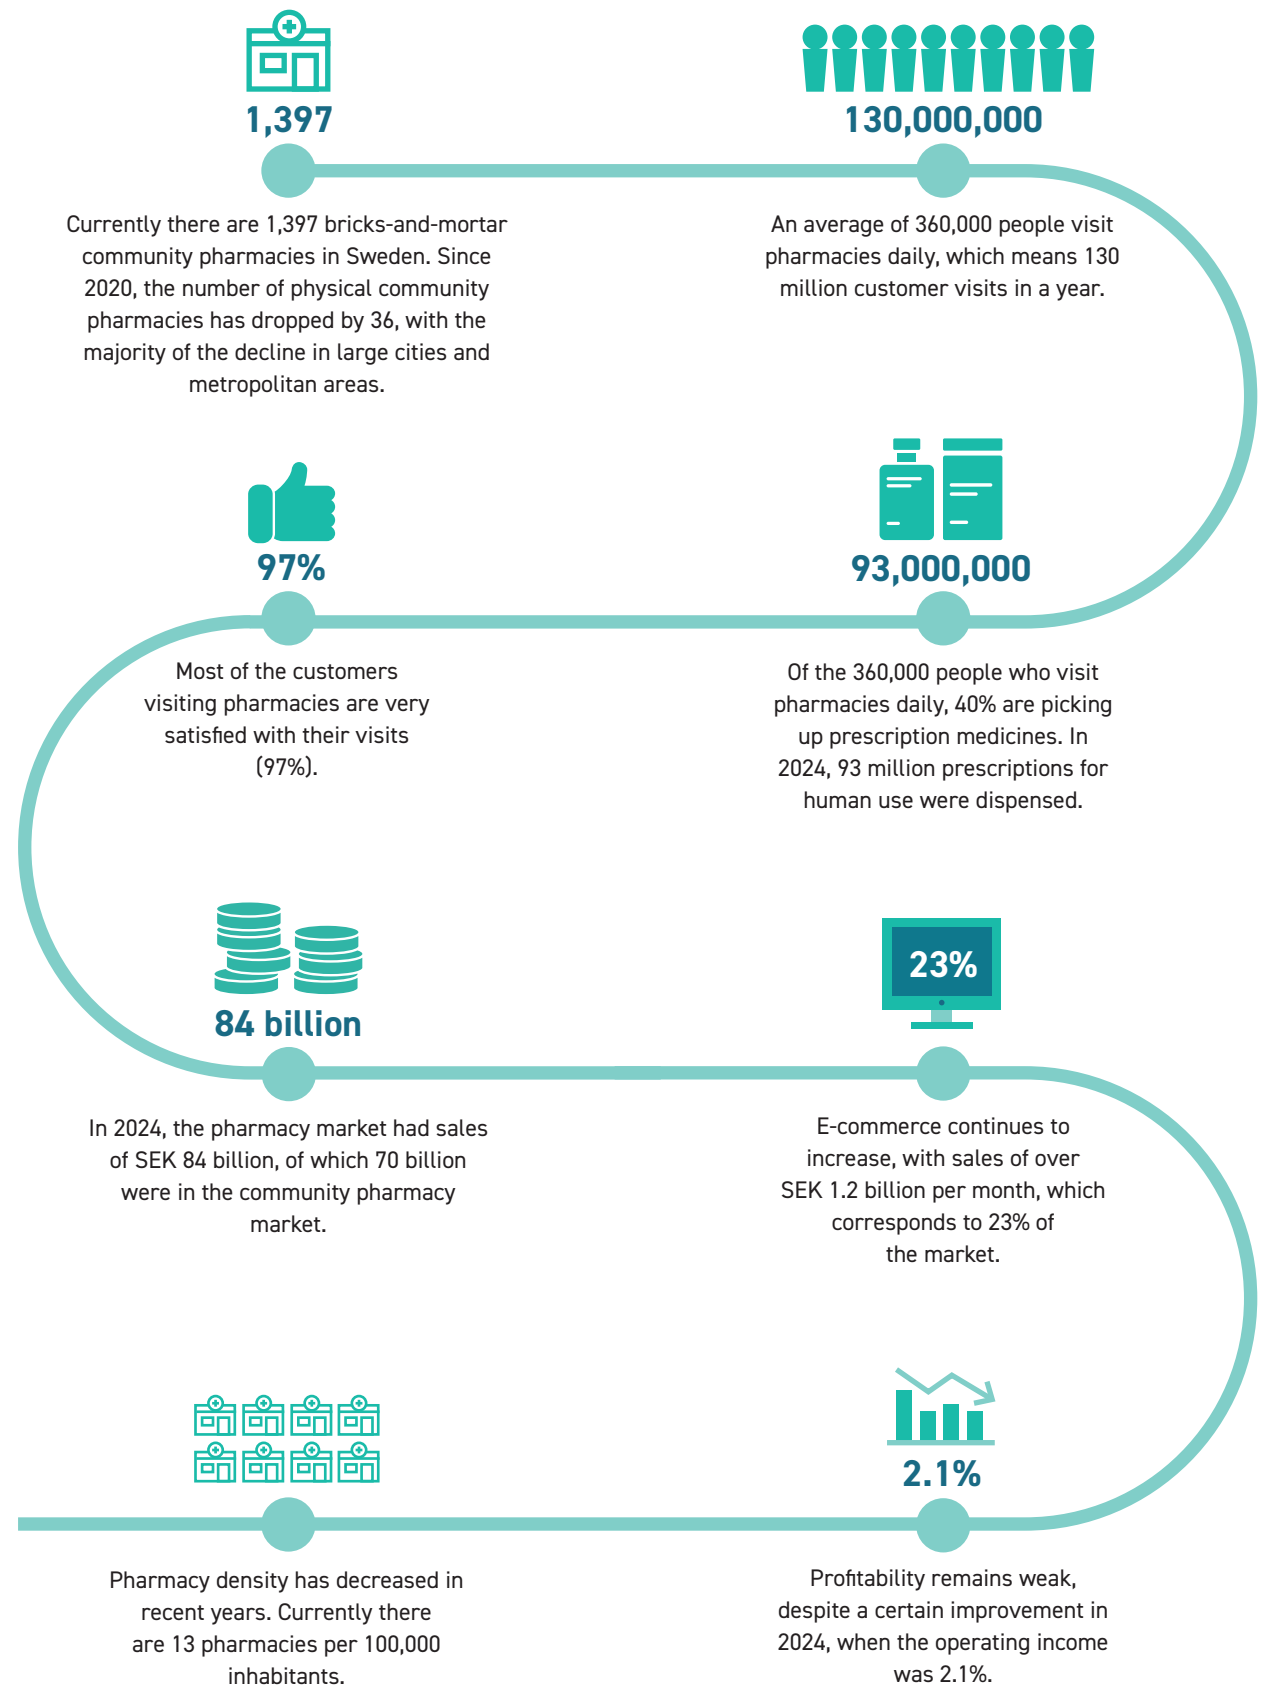 1,397
Currently there are 1,397 bricks-and-mortar
community pharmacies in Sweden. Since
2020, the number of physical community
pharmacies has dropped by 36, with the
majority of the decline in large cities and
metropolitan areas.
130,000,000
An average of 360,000 people visit
pharmacies daily, which means 130
million customer visits in a year.
93,000,000
Of the 360,000 people who visit
pharmacies daily, 40% are picking
up prescription medicines. In
2024, 93 million prescriptions for
human use were dispensed.
97%
Most of the customers
visiting pharmacies are very
satisfied with their visits
(97%).
84 billion
In 2024, the pharmacy market had sales
of SEK 84 billion, of which 70 billion
were in the community pharmacy
market.
23%
E-commerce continues to
increase, with sales of over
SEK 1.2 billion per month, which
corresponds to 23% of
the market.
2.1%
Profitability remains weak,
despite a certain improvement in
2024, when the operating income
was 2.1%.
Pharmacy density has decreased in
recent years. Currently there
are 13 pharmacies per 100,000
inhabitants.